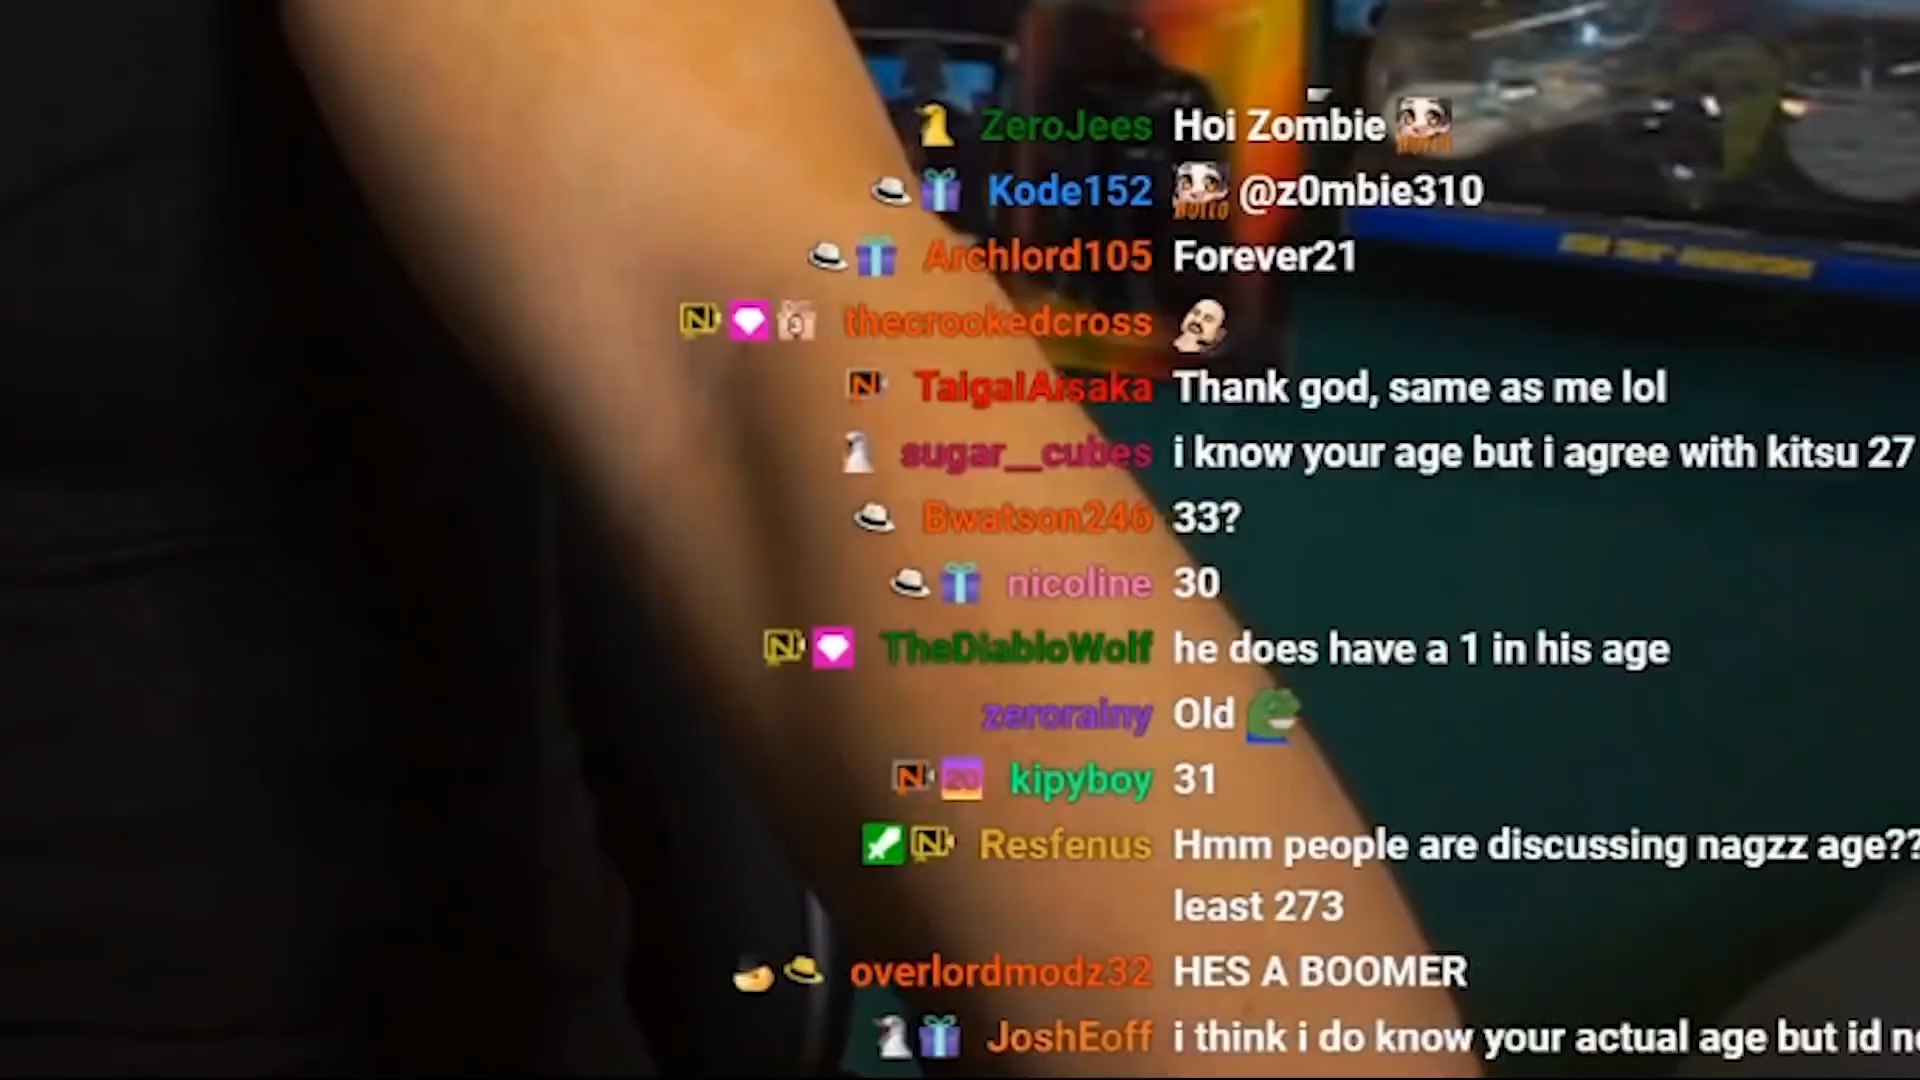 ZeroJees Hoi Zombie
Kode152 @z0mbie310
Archlord105 Forever21
thecrookedcross
TaigaIAisaka Thank god, same as me lol
sugar__cubes i know your age but i agree with kitsu 27
Bwatson246 33?
nicoline 30
TheDiabloWolf he does have a 1 in his age
zerorainy Old
kipyboy 31
Resfenus Hmm people are discussing nagzz age??
least 273
overlordmodz32 HES A BOOMER
JoshEoff i think i do know your actual age but id